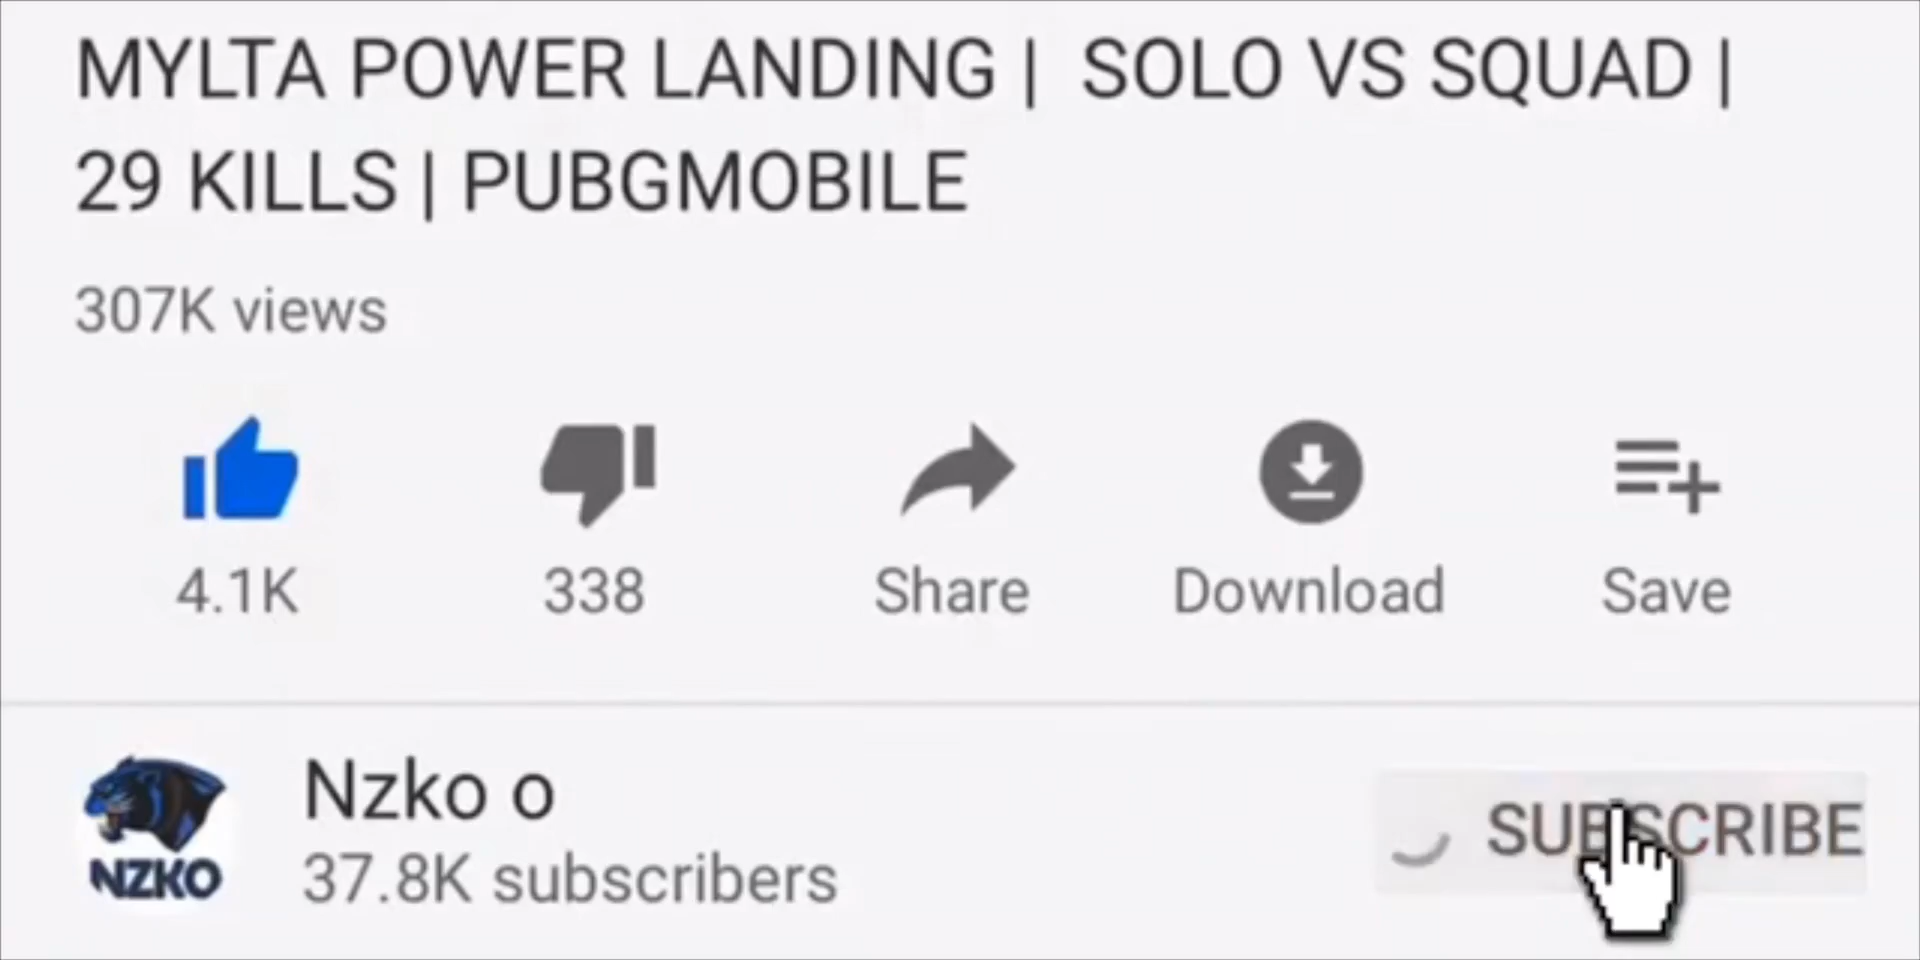 MYLTA POWER LANDING | SOLO VS SQUAD |
29 KILLS | PUBGMOBILE
307K views
4.1K 338 Share Download Save
Nzko o
37.8K subscribers
NZKO
SUBSCRIBE